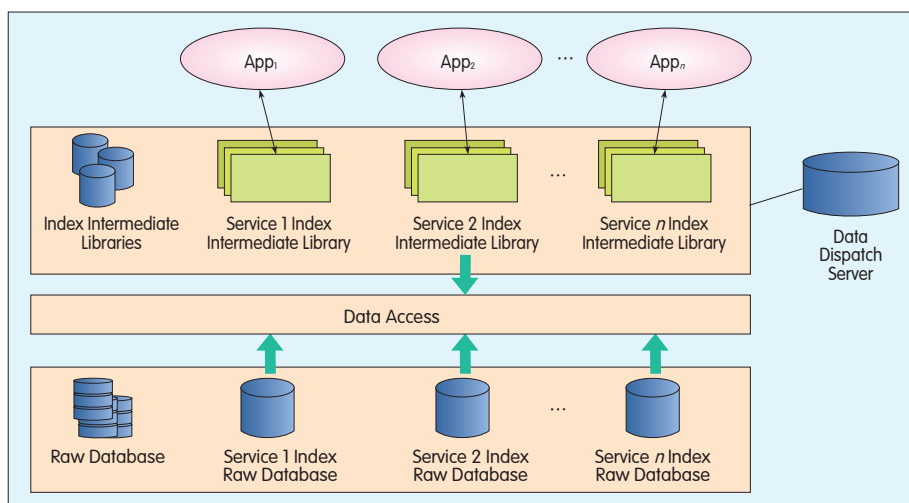 App₁ App₂ ... Appₙ
Index Intermediate
Libraries
Service 1 Index
Intermediate Library
Service 2 Index
Intermediate Library
...
Service n Index
Intermediate Library
Data
Dispatch
Server
Data Access
Raw Database
Service 1 Index
Raw Database
Service 2 Index
Raw Database
...
Service n Index
Raw Database